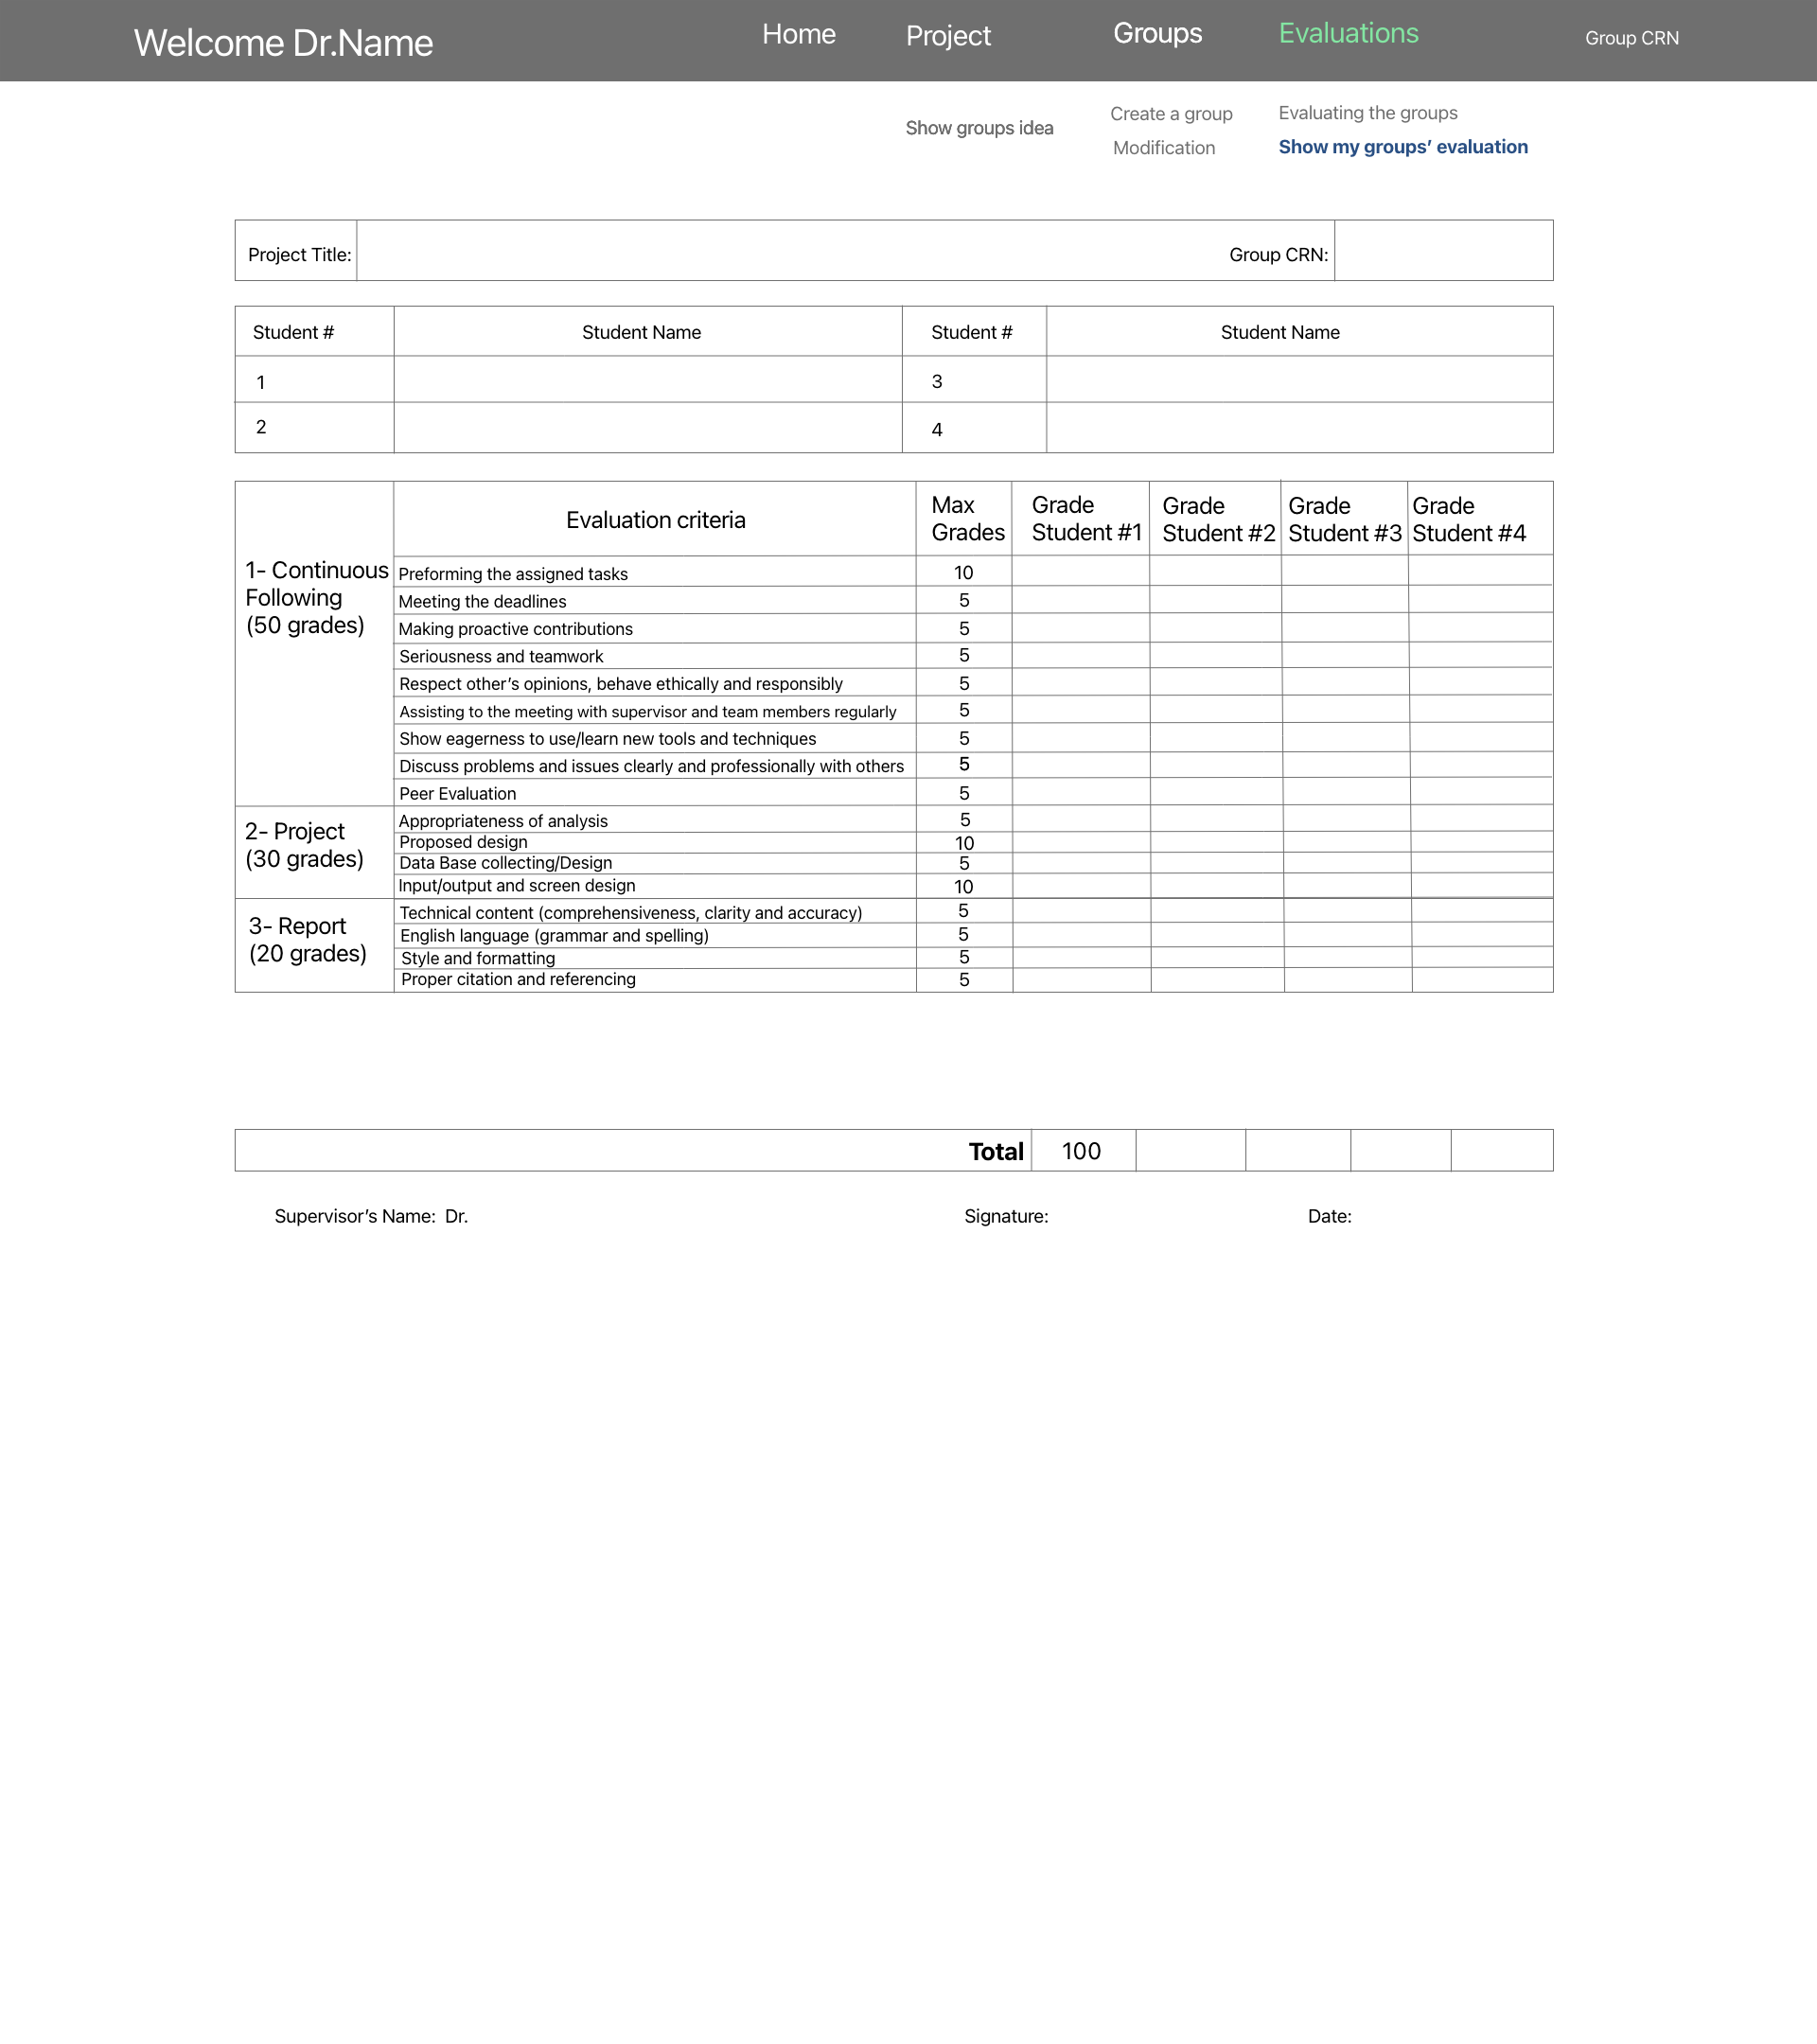 Welcome Dr.Name
Home
Project
Groups
Evaluations
Group CRN
Show groups idea
Create a group
Modification
Evaluating the groups
Show my groups’ evaluation
Project Title:
Group CRN:
Student #
Student Name
Student #
Student Name
1
3
2
4
1- Continuous
Following
(50 grades)
Evaluation criteria
Max
Grades
Grade
Student #1
Grade
Student #2
Grade
Student #3
Grade
Student #4
Preforming the assigned tasks
10
Meeting the deadlines
5
Making proactive contributions
5
Seriousness and teamwork
5
Respect other’s opinions, behave ethically and responsibly
5
Assisting to the meeting with supervisor and team members regularly
5
Show eagerness to use/learn new tools and techniques
5
Discuss problems and issues clearly and professionally with others
5
Peer Evaluation
5
2- Project
(30 grades)
Appropriateness of analysis
5
Proposed design
10
Data Base collecting/Design
5
Input/output and screen design
10
3- Report
(20 grades)
Technical content (comprehensiveness, clarity and accuracy)
5
English language (grammar and spelling)
5
Style and formatting
5
Proper citation and referencing
5
Total
100
Supervisor’s Name: Dr.
Signature:
Date: